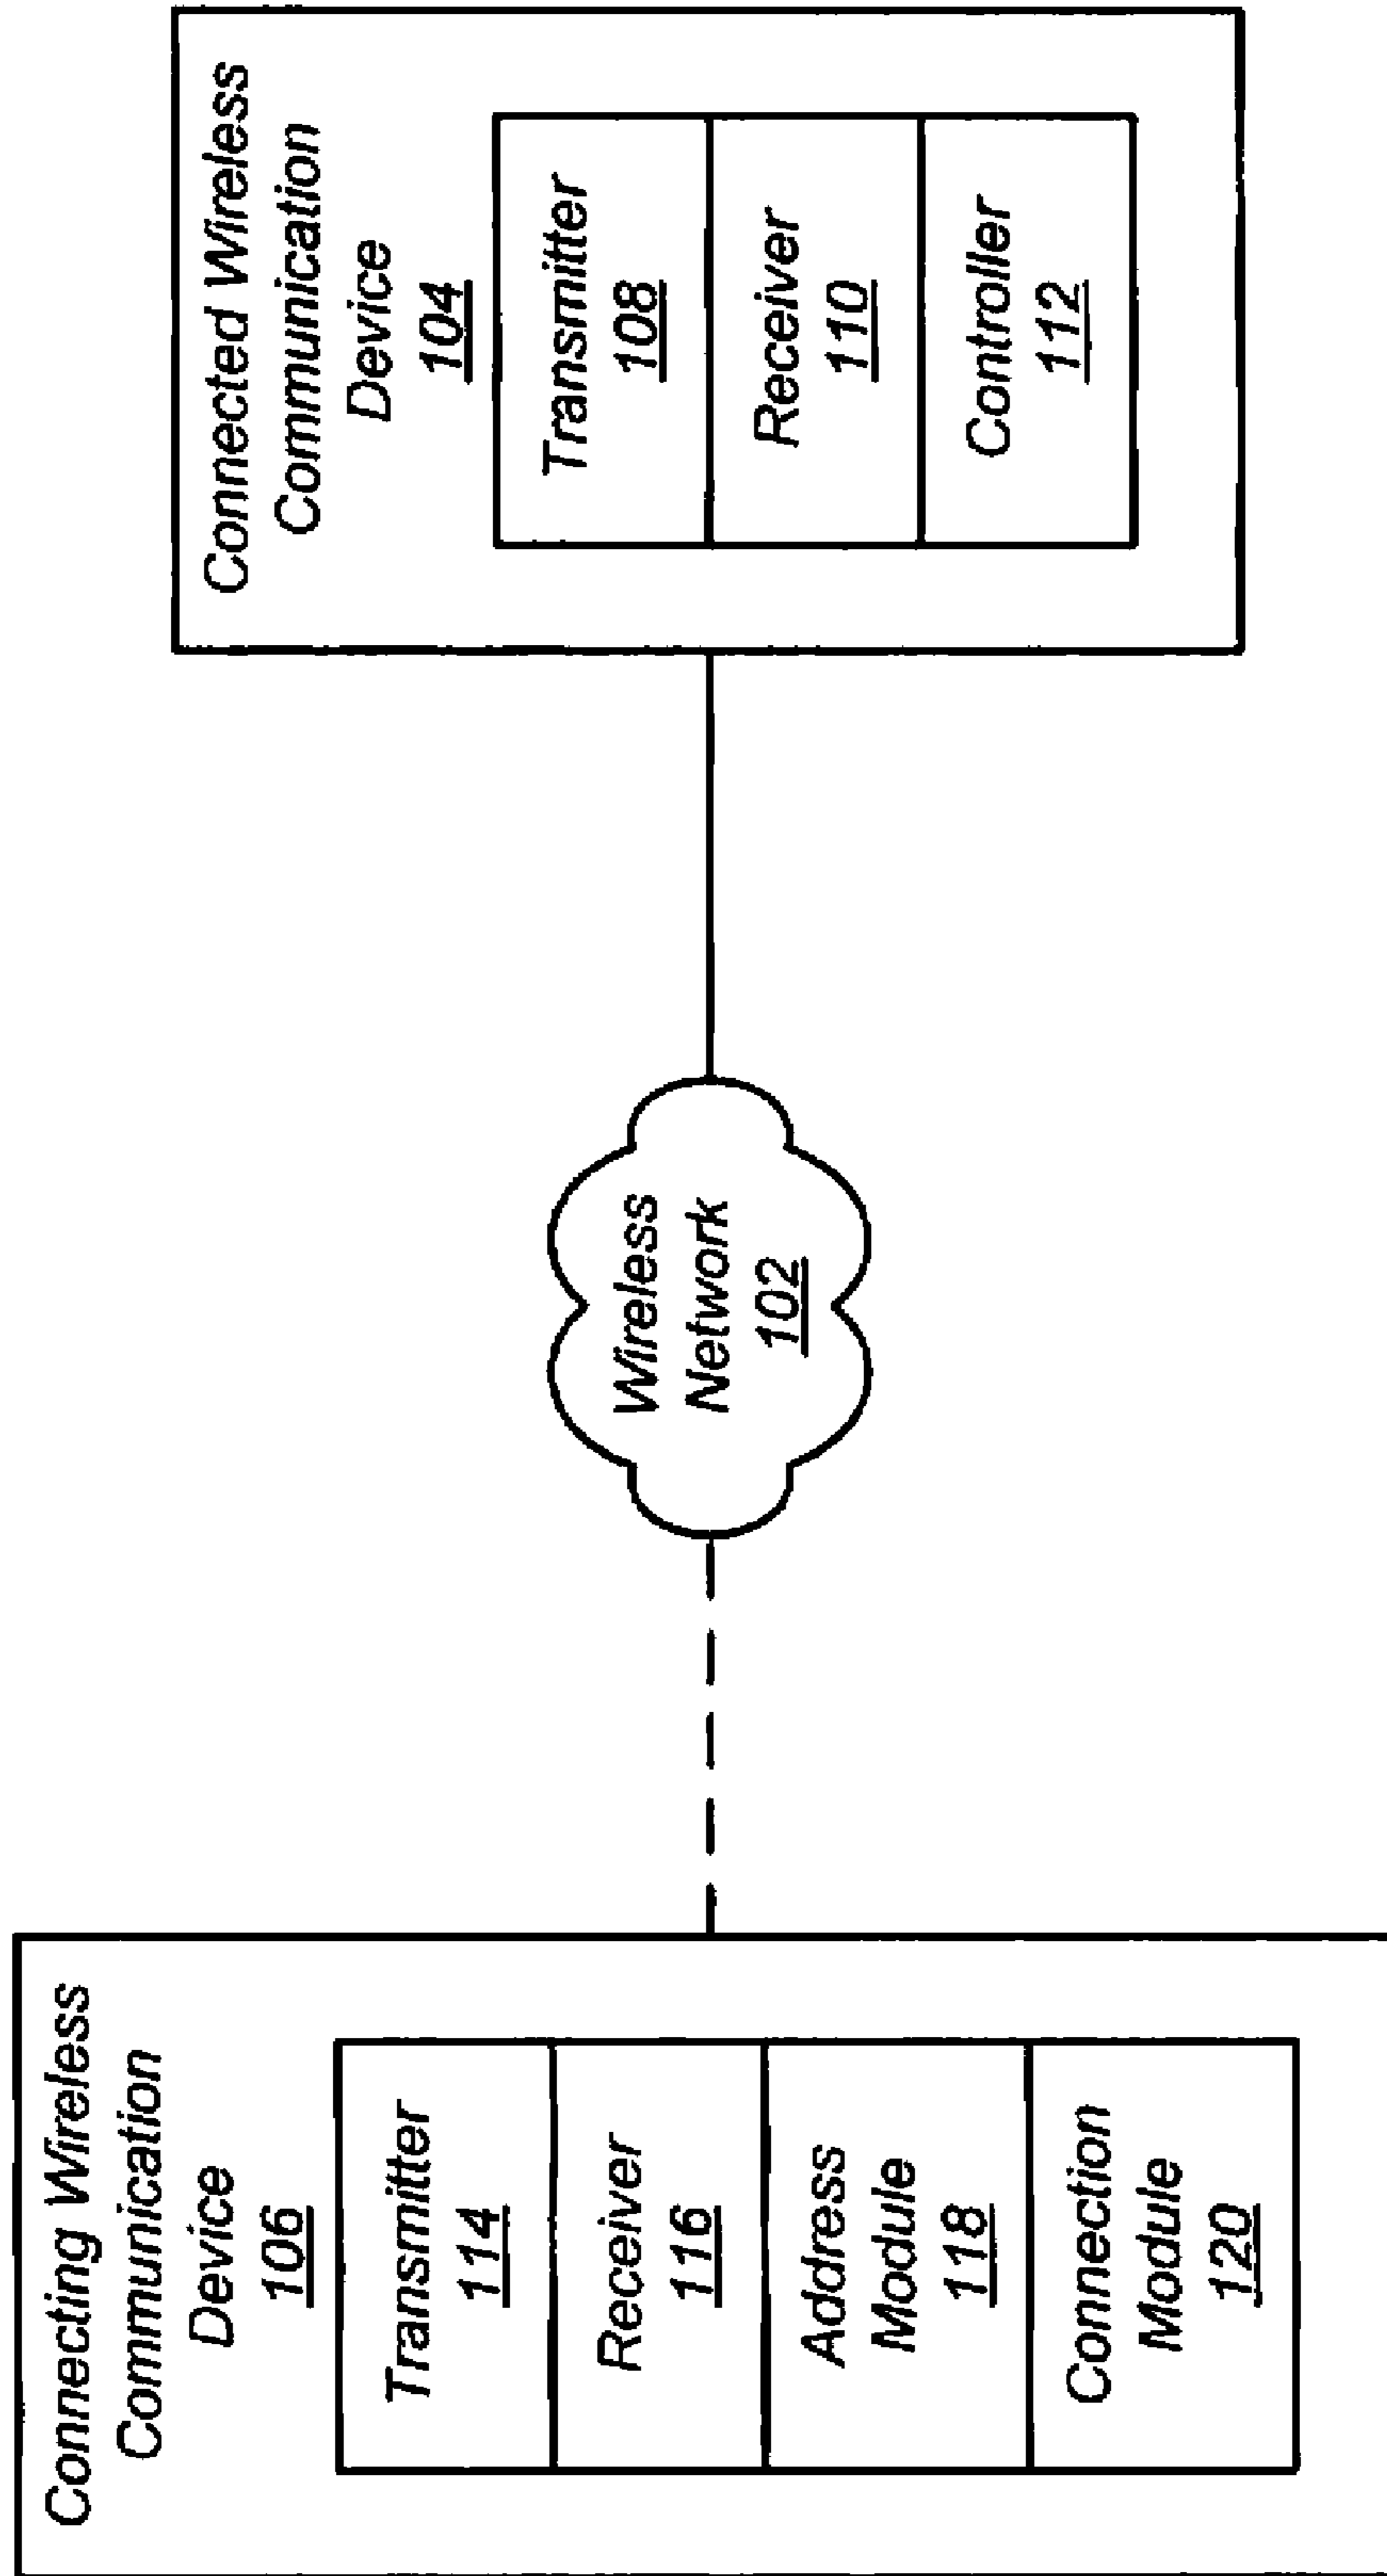 Connecting Wireless
Communication
Device
106
Transmitter
114
Receiver
116
Address
Module
118
Connection
Module
120
Wireless
Network
102
Connected Wireless
Communication
Device
104
Transmitter
108
Receiver
110
Controller
112